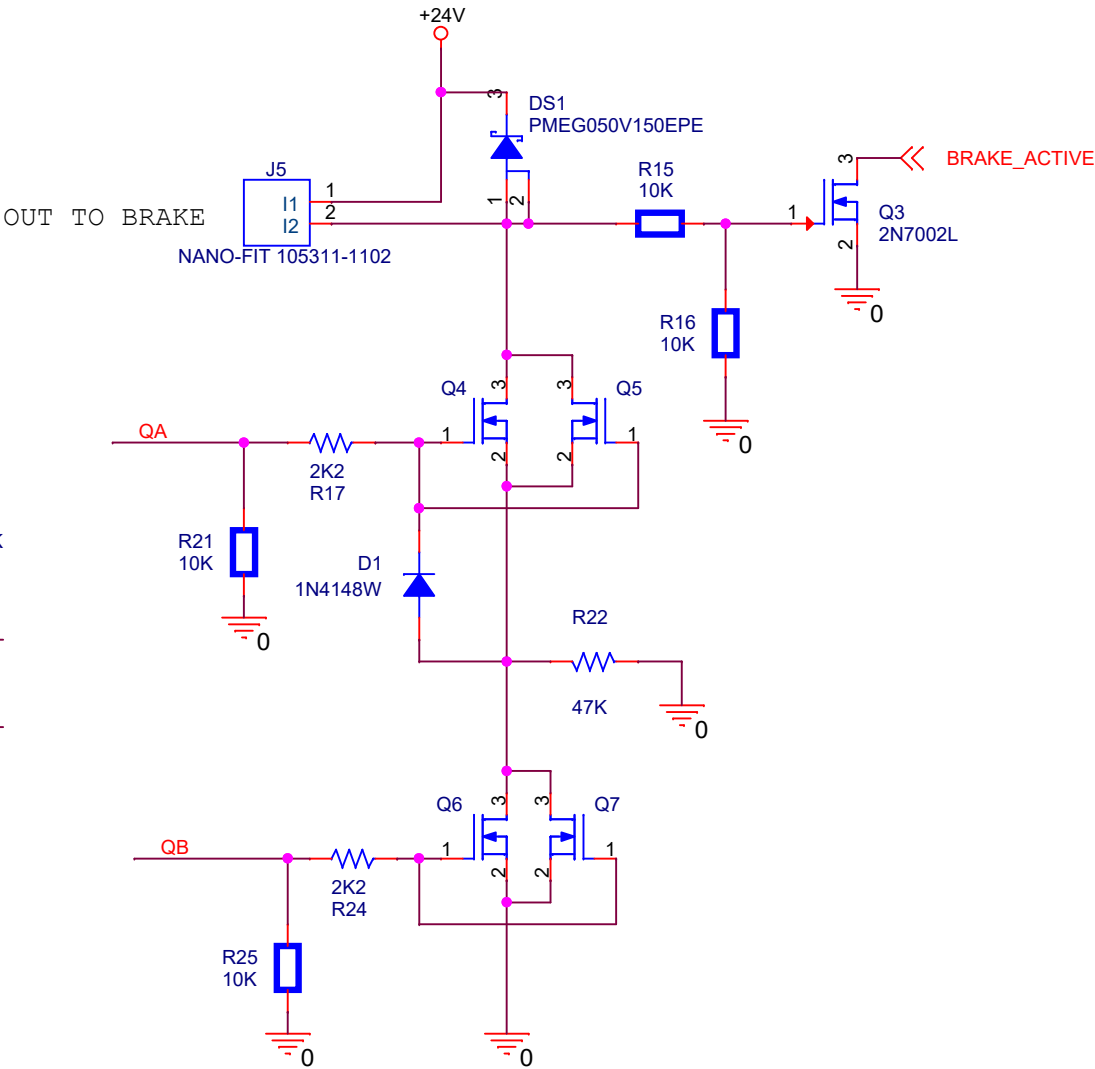 +24V
3
DS1
PMEG050V150EPE
J5
1
I1
2
I2
OUT TO BRAKE
NANO-FIT 105311-1102
1
2
R15
10K
3
BRAKE_ACTIVE
1
Q3
2N7002L
2
0
R16
10K
0
Q4
3
3
Q5
QA
1
1
2
2
2K2
R17
R21
10K
0
D1
1N4148W
R22
47K
0
Q6
3
3
Q7
QB
1
1
2
2
2K2
R24
R25
10K
0
0